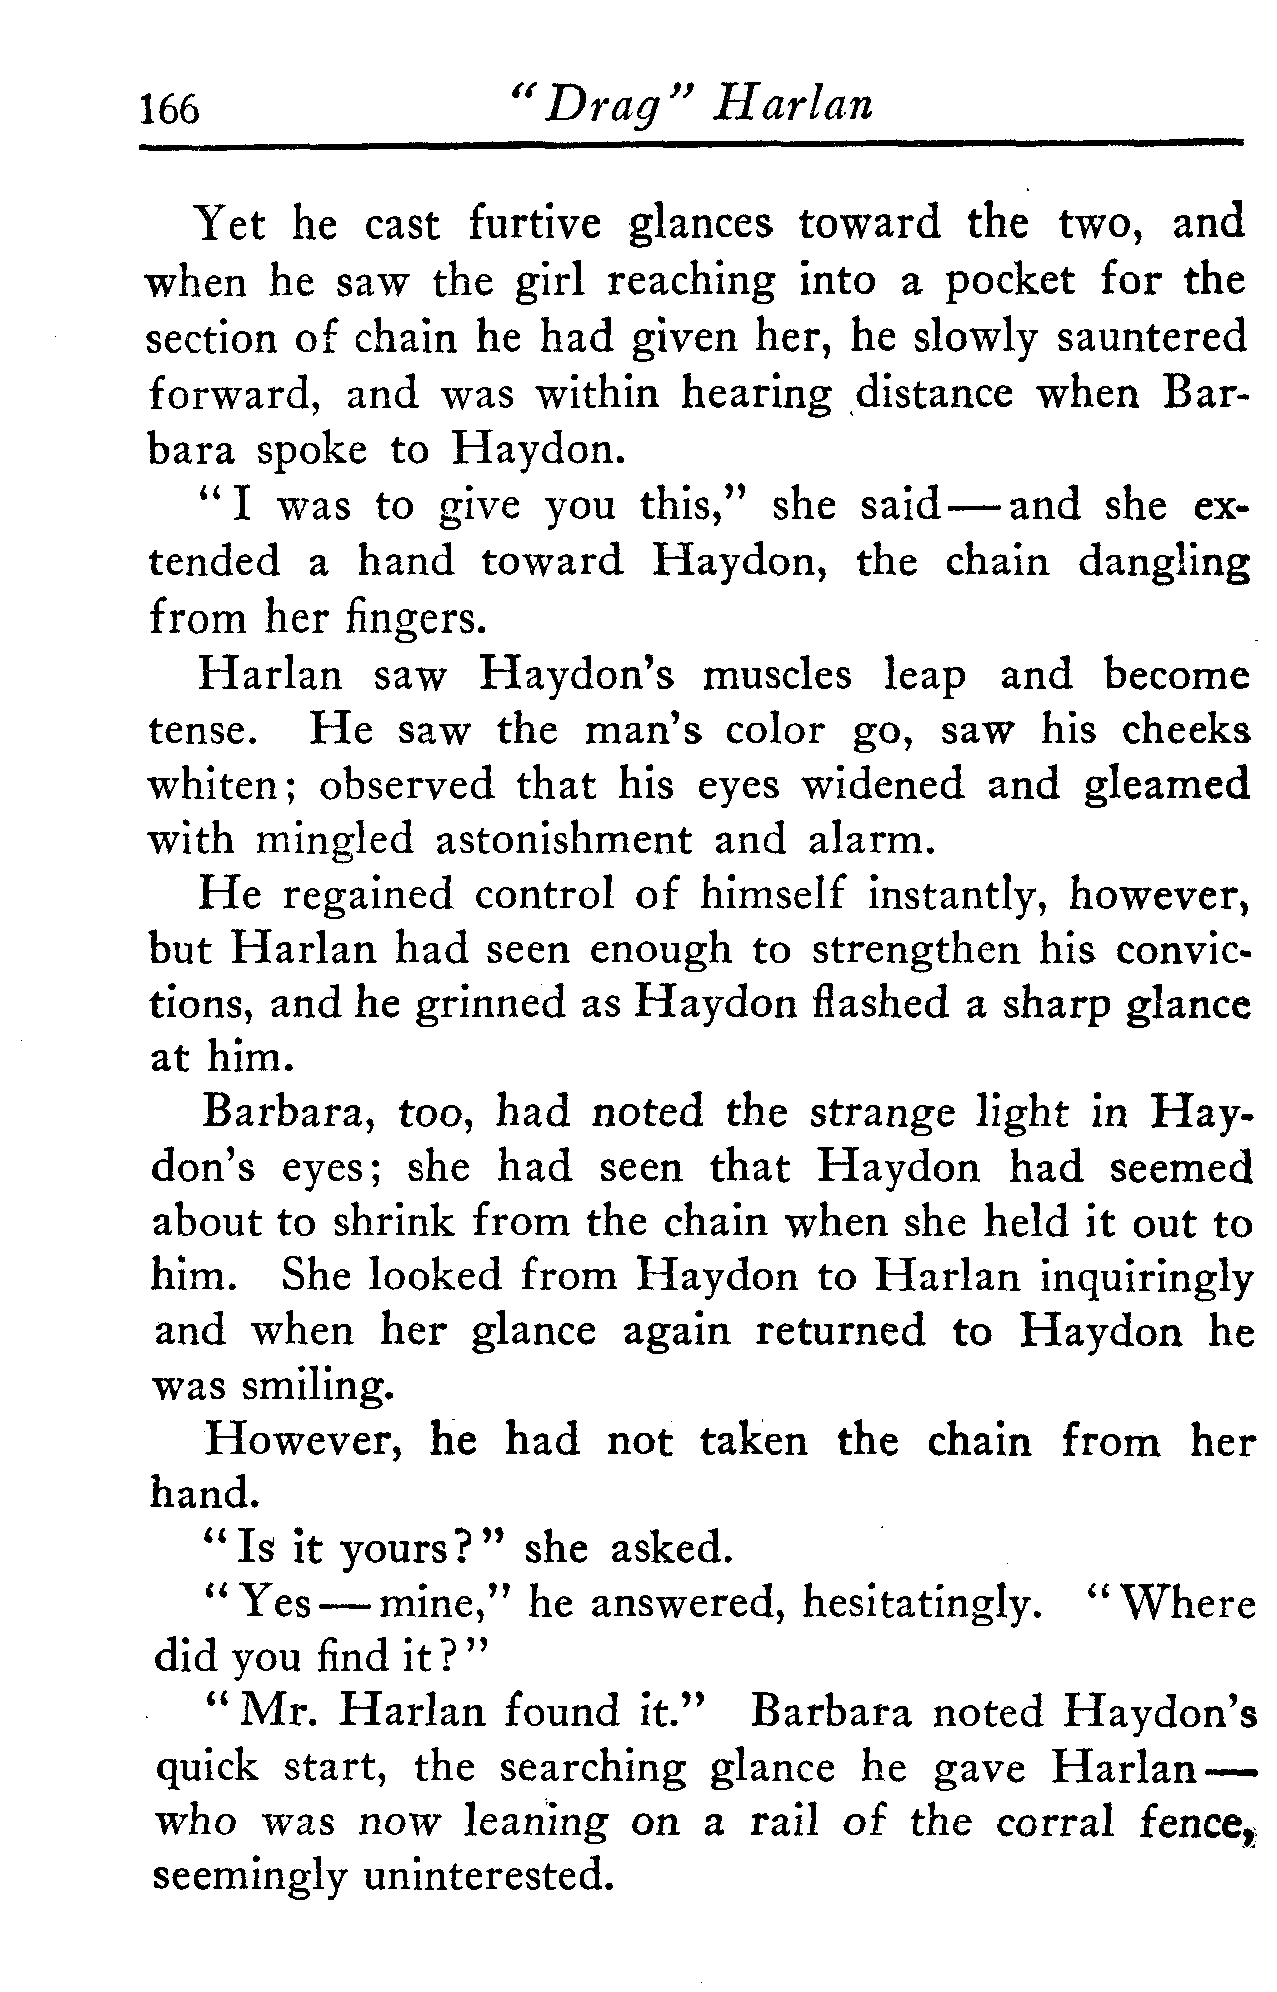 166 "Drag" Harlan
Yet he cast furtive glances toward the two, and
when he saw the girl reaching into a pocket for the
section of chain he had given her, he slowly sauntered
forward, and was within hearing distance when Bar-
bara spoke to Haydon.
"I was to give you this," she said—and she ex-
tended a hand toward Haydon, the chain dangling
from her fingers.
Harlan saw Haydon's muscles leap and become
tense. He saw the man's color go, saw his cheeks
whiten; observed that his eyes widened and gleamed
with mingled astonishment and alarm.
He regained control of himself instantly, however,
but Harlan had seen enough to strengthen his convic-
tions, and he grinned as Haydon flashed a sharp glance
at him.
Barbara, too, had noted the strange light in Hay-
don's eyes; she had seen that Haydon had seemed
about to shrink from the chain when she held it out to
him. She looked from Haydon to Harlan inquiringly
and when her glance again returned to Haydon he
was smiling.
However, he had not taken the chain from her
hand.
"Is it yours?" she asked.
"Yes—mine," he answered, hesitatingly. "Where
did you find it?"
"Mr. Harlan found it." Barbara noted Haydon's
quick start, the searching glance he gave Harlan—
who was now leaning on a rail of the corral fence,
seemingly uninterested.